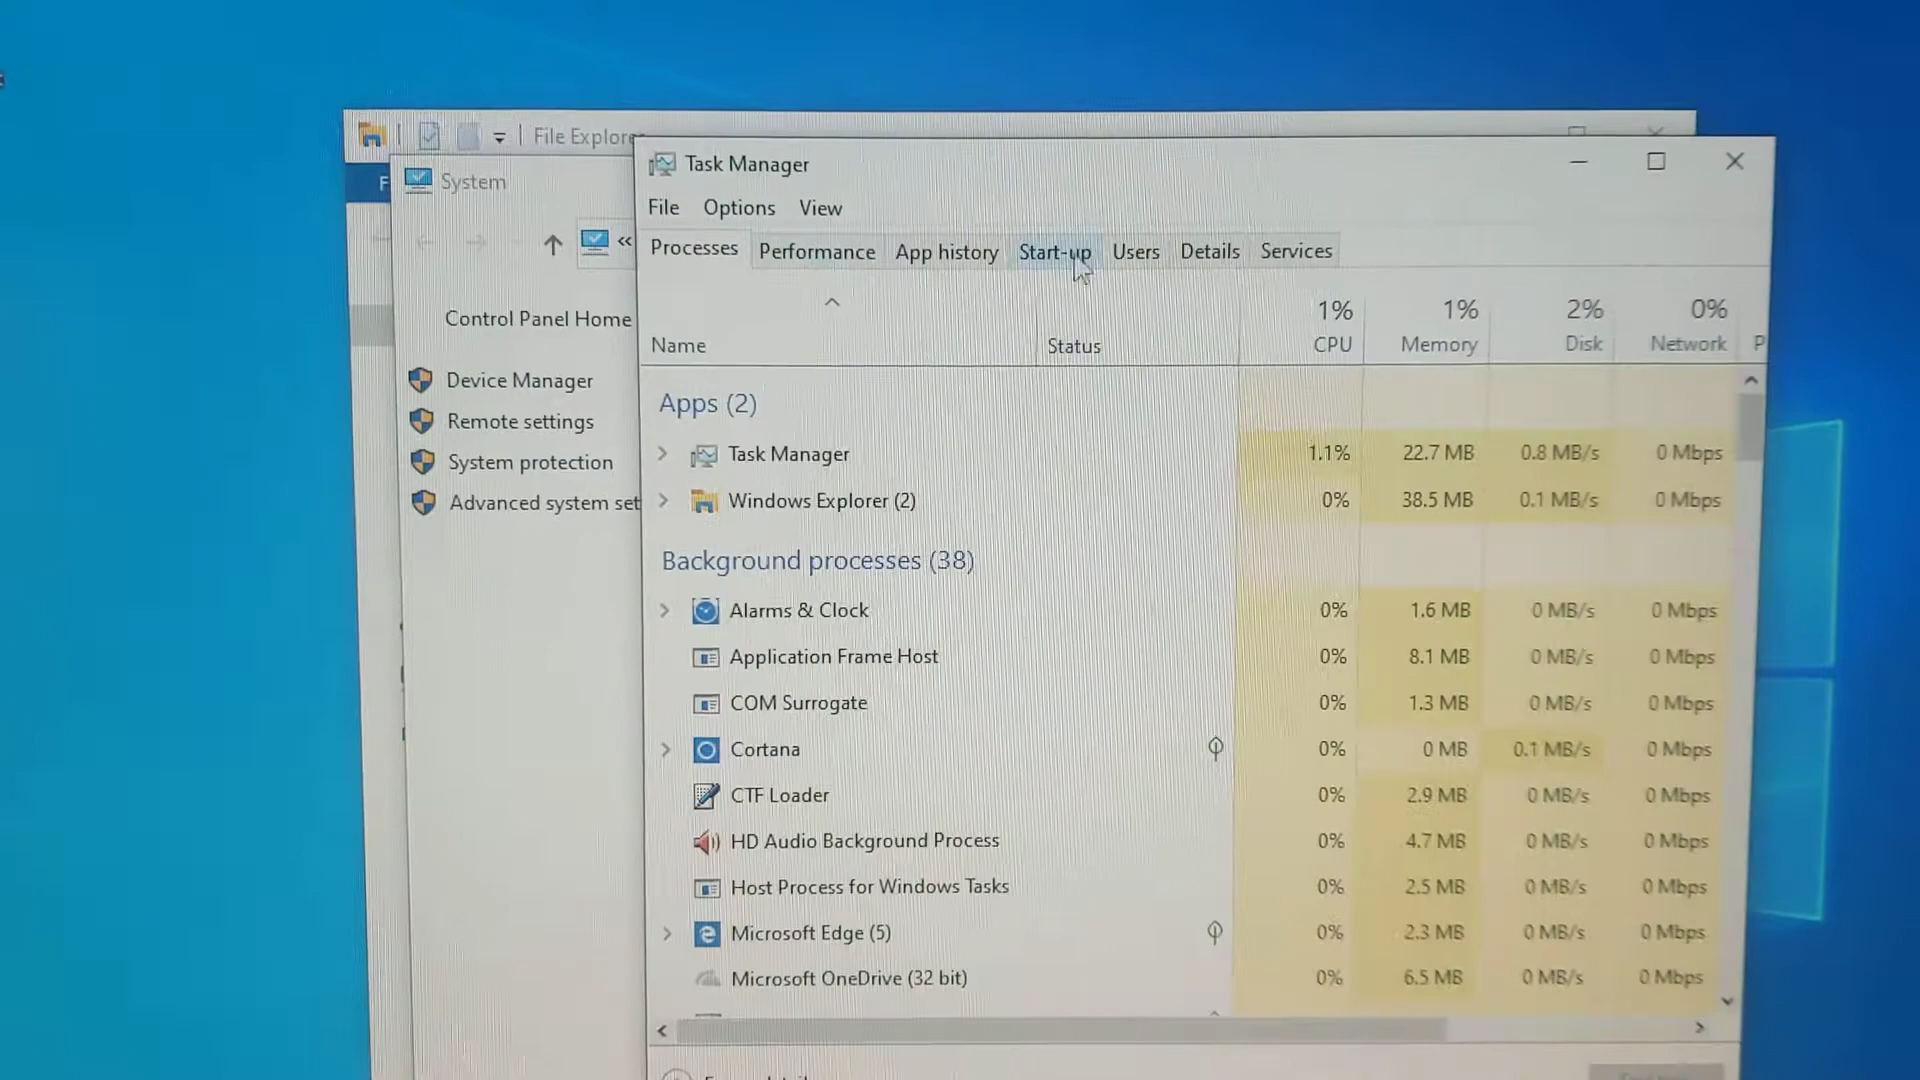 File Explorer
F
System
«
Control Panel Home
Device Manager
Remote settings
System protection
Advanced system set
Task Manager
File Options View
Processes Performance App history Start-up Users Details Services
1% 1% 2% 0%
Name Status CPU Memory Disk Network P
Apps (2)
Task Manager 1.1% 22.7 MB 0.8 MB/s 0 Mbps
Windows Explorer (2) 0% 38.5 MB 0.1 MB/s 0 Mbps
Background processes (38)
Alarms & Clock 0% 1.6 MB 0 MB/s 0 Mbps
Application Frame Host 0% 8.1 MB 0 MB/s 0 Mbps
COM Surrogate 0% 1.3 MB 0 MB/s 0 Mbps
Cortana 0% 0 MB 0.1 MB/s 0 Mbps
CTF Loader 0% 2.9 MB 0 MB/s 0 Mbps
HD Audio Background Process 0% 4.7 MB 0 MB/s 0 Mbps
Host Process for Windows Tasks 0% 2.5 MB 0 MB/s 0 Mbps
Microsoft Edge (5) 0% 2.3 MB 0 MB/s 0 Mbps
Microsoft OneDrive (32 bit) 0% 6.5 MB 0 MB/s 0 Mbps